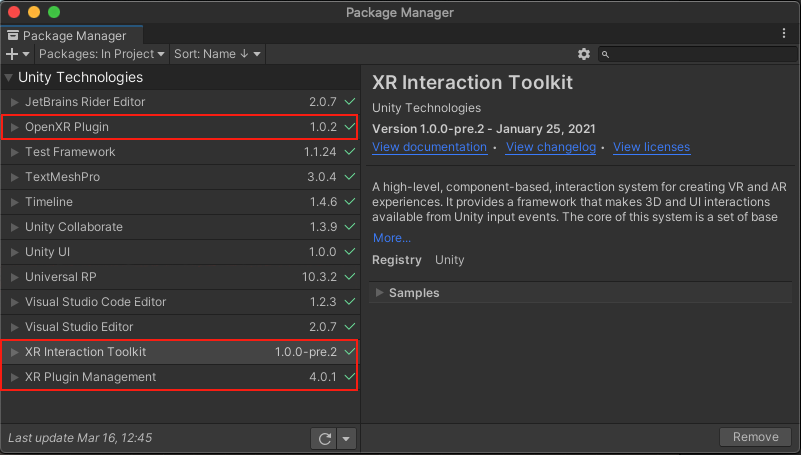 Package Manager
Package Manager
Packages: In Project
Sort: Name ↓
Unity Technologies
JetBrains Rider Editor 2.0.7
OpenXR Plugin 1.0.2
Test Framework 1.1.24
TextMeshPro 3.0.4
Timeline 1.4.6
Unity Collaborate 1.3.9
Unity UI 1.0.0
Universal RP 10.3.2
Visual Studio Code Editor 1.2.3
Visual Studio Editor 2.0.7
XR Interaction Toolkit 1.0.0-pre.2
XR Plugin Management 4.0.1
Last update Mar 16, 12:45
XR Interaction Toolkit
Unity Technologies
Version 1.0.0-pre.2 - January 25, 2021
View documentation • View changelog • View licenses
A high-level, component-based, interaction system for creating VR and AR
experiences. It provides a framework that makes 3D and UI interactions
available from Unity input events. The core of this system is a set of base
More...
Registry Unity
Samples
Remove